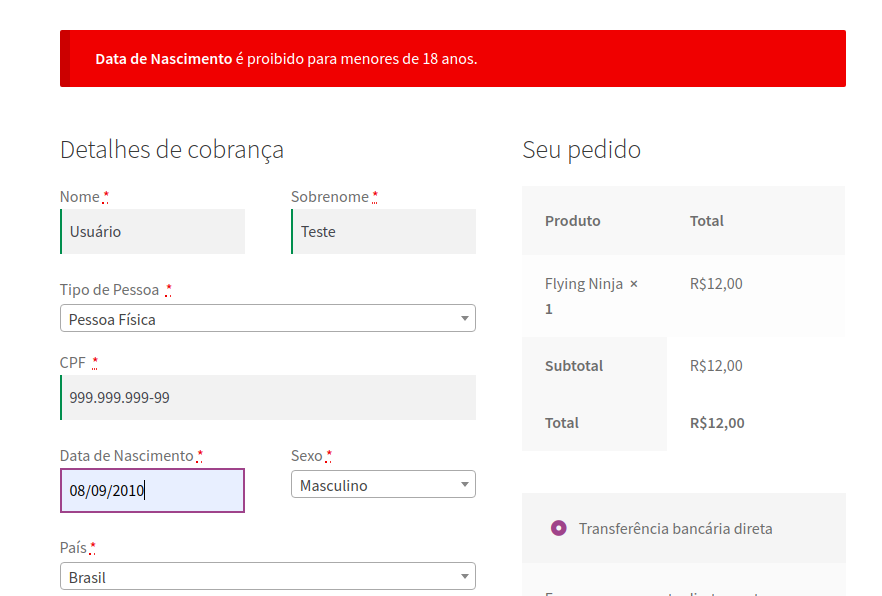 Data de Nascimento é proibido para menores de 18 anos.
Detalhes de cobrança
Nome *
Sobrenome *
Usuário
Teste
Tipo de Pessoa *
Pessoa Física
CPF *
999.999.999-99
Data de Nascimento *
Sexo *
08/09/2010
Masculino
País *
Brasil
Seu pedido
Produto Total
Flying Ninja × R$12,00
1
Subtotal R$12,00
Total R$12,00
Transferência bancária direta